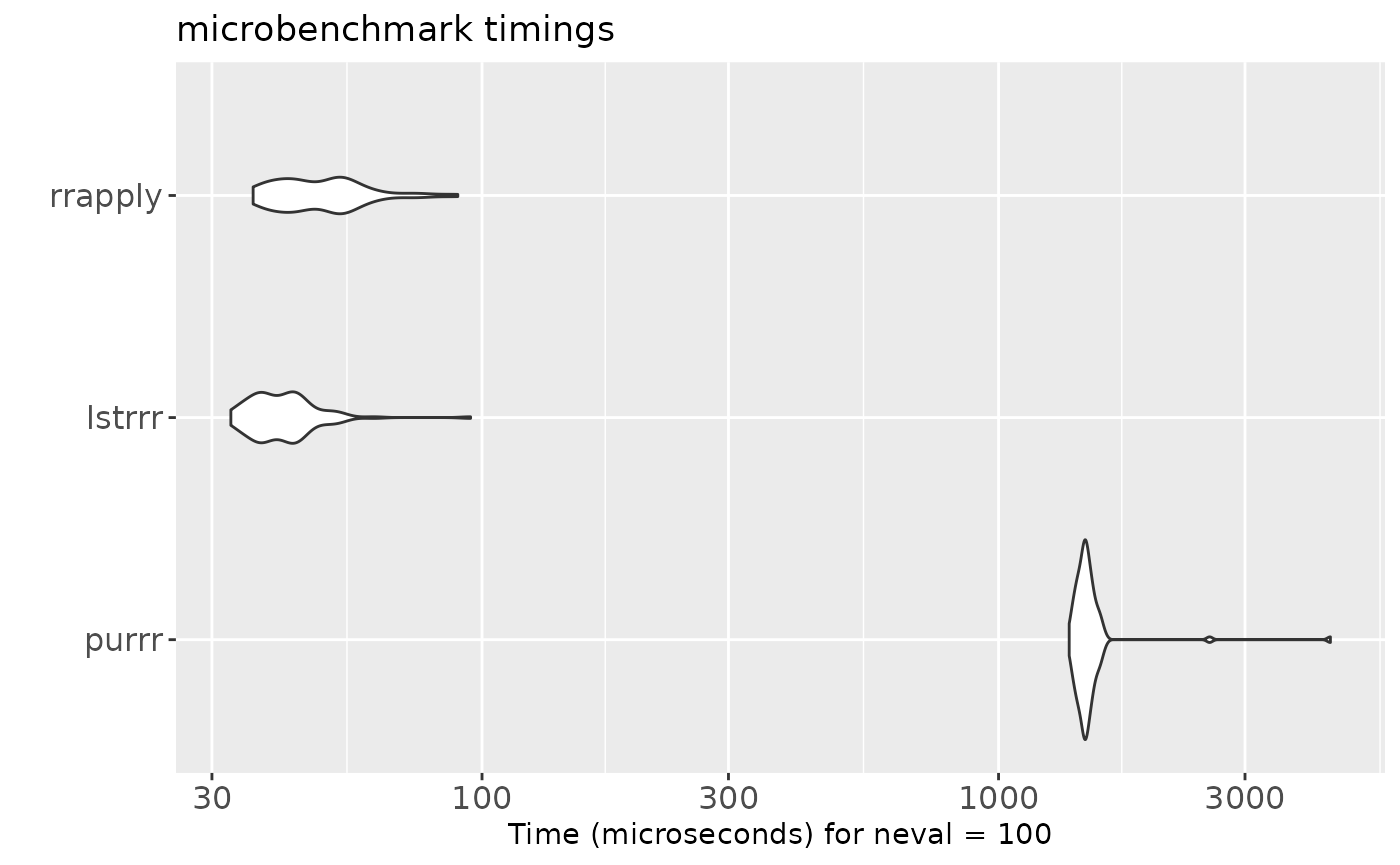 microbenchmark timings
rrapply
lstrrr
purrr
30 100 300 1000 3000
Time (microseconds) for neval = 100